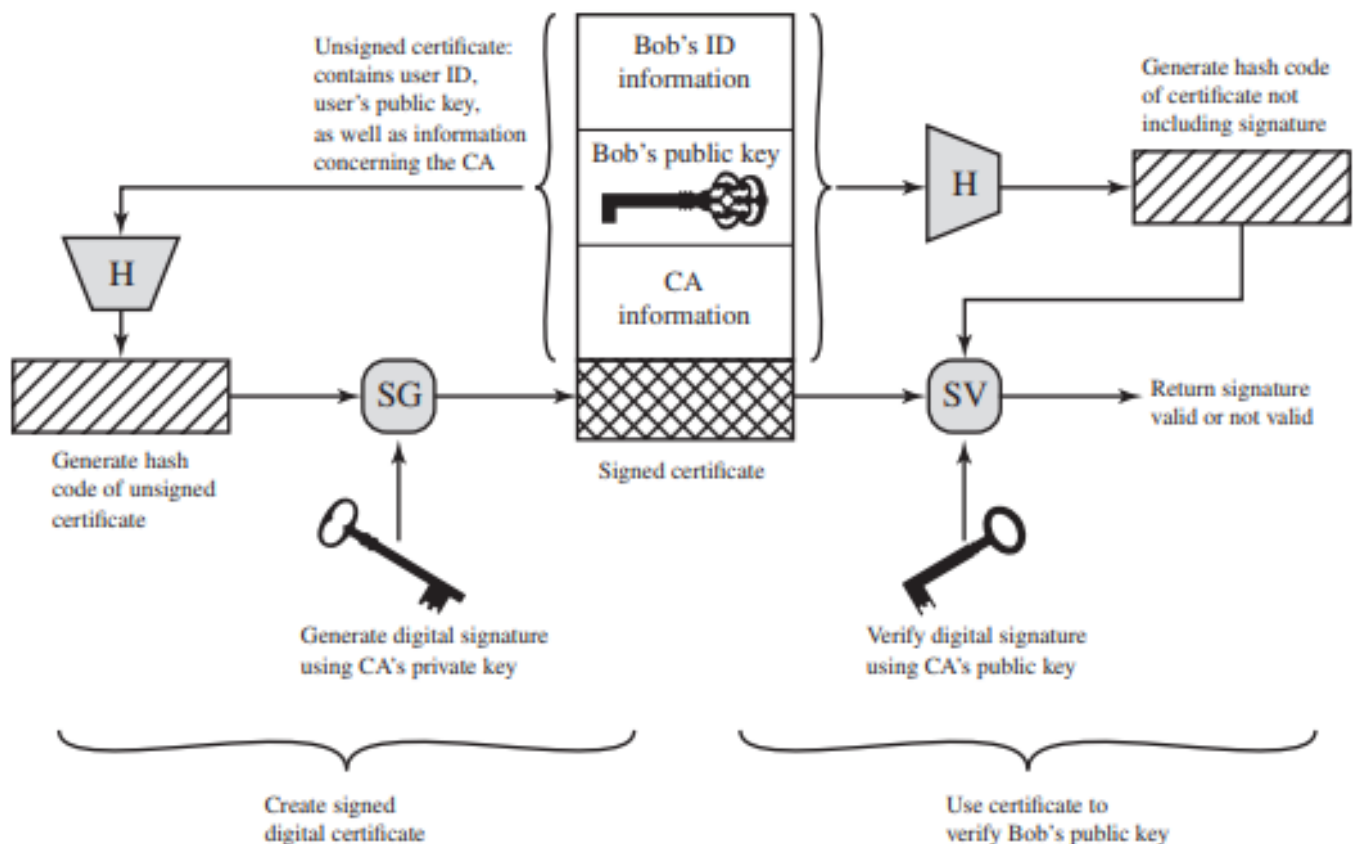 Unsigned certificate:
contains user ID,
user's public key,
as well as information
concerning the CA
Bob's ID
information
Bob's public key
CA
information
Generate hash code
of certificate not
including signature
H
H
SG
SV
Return signature
valid or not valid
Generate hash
code of unsigned
certificate
Signed certificate
Generate digital signature
using CA's private key
Verify digital signature
using CA's public key
Create signed
digital certificate
Use certificate to
verify Bob's public key